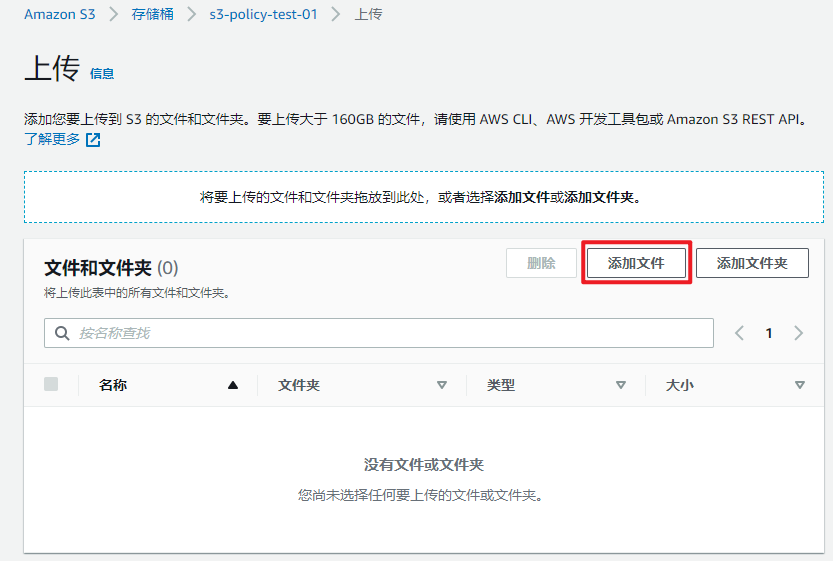 Amazon S3 > 存储桶 > s3-policy-test-01 > 上传
上传 信息
添加您要上传到 S3 的文件和文件夹。要上传大于 160GB 的文件，请使用 AWS CLI、AWS 开发工具包或 Amazon S3 REST API。
了解更多
将要上传的文件和文件夹拖放到此处，或者选择添加文件或添加文件夹。
文件和文件夹 (0) 删除 添加文件 添加文件夹
将上传此表中的所有文件和文件夹。
按名称查找 1
名称 文件夹 类型 大小
没有文件或文件夹
您尚未选择任何要上传的文件或文件夹。